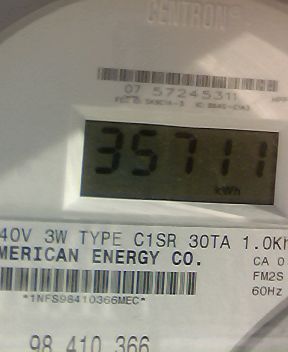 CENTRON®
07 57245311
35711
kWh
40V 3W TYPE C1SR 30TA 1.0Kh
MERICAN ENERGY CO.
CA 0
FM2S
*1NFS98410366MEC*
60Hz
98 410 366